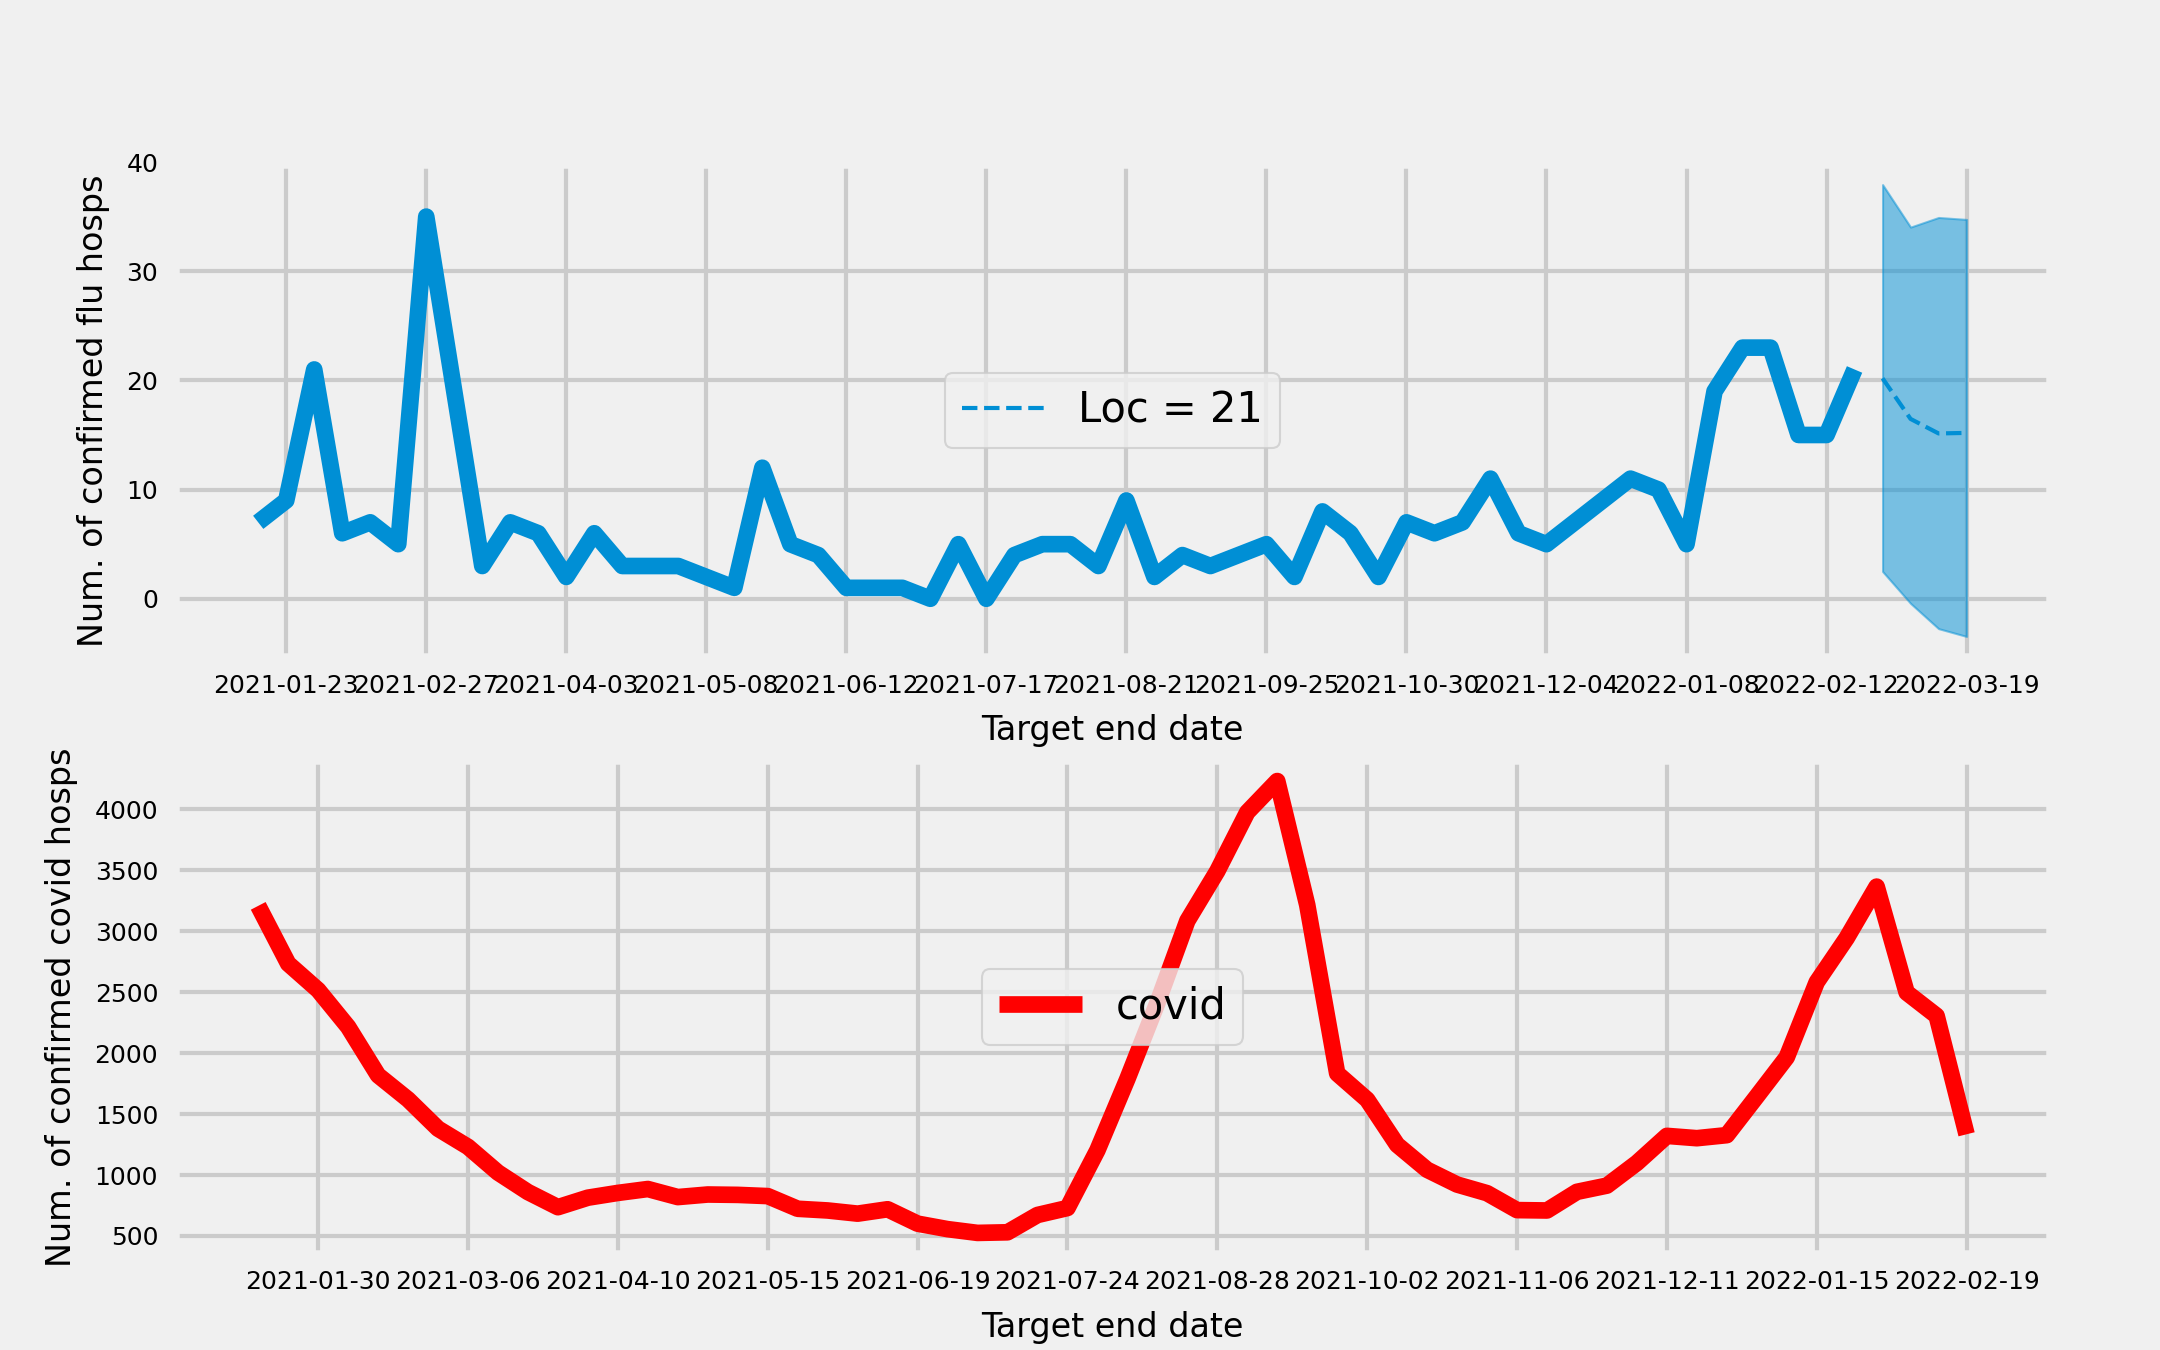 40
30
20
10
0
Num. of confirmed flu hosps
Loc = 21
2021-01-23 2021-02-27 2021-04-03 2021-05-08 2021-06-12 2021-07-17 2021-08-21 2021-09-25 2021-10-30 2021-12-04 2022-01-08 2022-02-12 2022-03-19
Target end date
Num. of confirmed covid hosps
4000
3500
3000
2500
2000
1500
1000
500
covid
2021-01-30 2021-03-06 2021-04-10 2021-05-15 2021-06-19 2021-07-24 2021-08-28 2021-10-02 2021-11-06 2021-12-11 2022-01-15 2022-02-19
Target end date